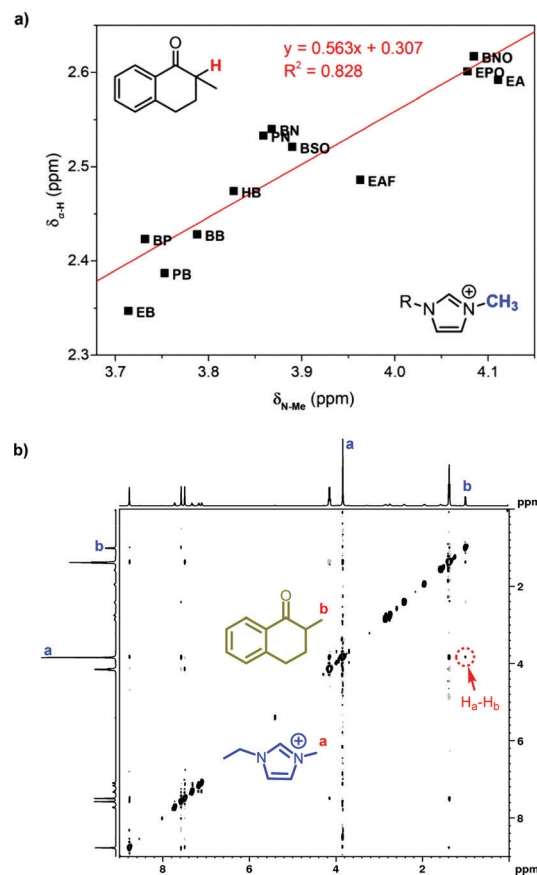 a)
O
H
y = 0.563x + 0.307
R² = 0.828
BNO
EPO
EA
BN
PN
BSO
EAF
HB
BP
BB
PB
EB
R
N
N
⊕
CH₃
2.6
2.5
2.4
2.3
δα-H (ppm)
3.7 3.8 3.9 4.0 4.1
δN-Me (ppm)
b)
a
b
ppm
b
a
O
b
2
4
Ha-Hb
⊕
a
N
N
6
8
8 6 4 2 ppm